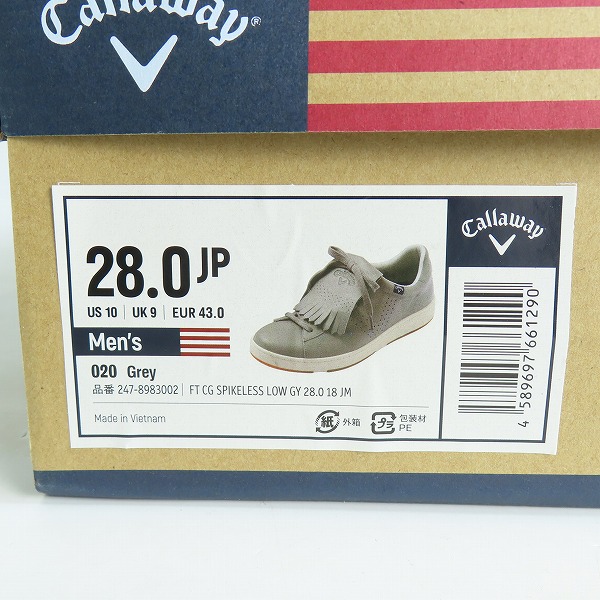 Callaway®
28.0 JP
US 10 | UK 9 | EUR 43.0
Men's
020 Grey
品番 247-8983002 | FT CG SPIKELESS LOW GY 28.0 18 JM
Made in Vietnam
紙 外箱
プラ 包装材 PE
Callaway
4 589697 661290